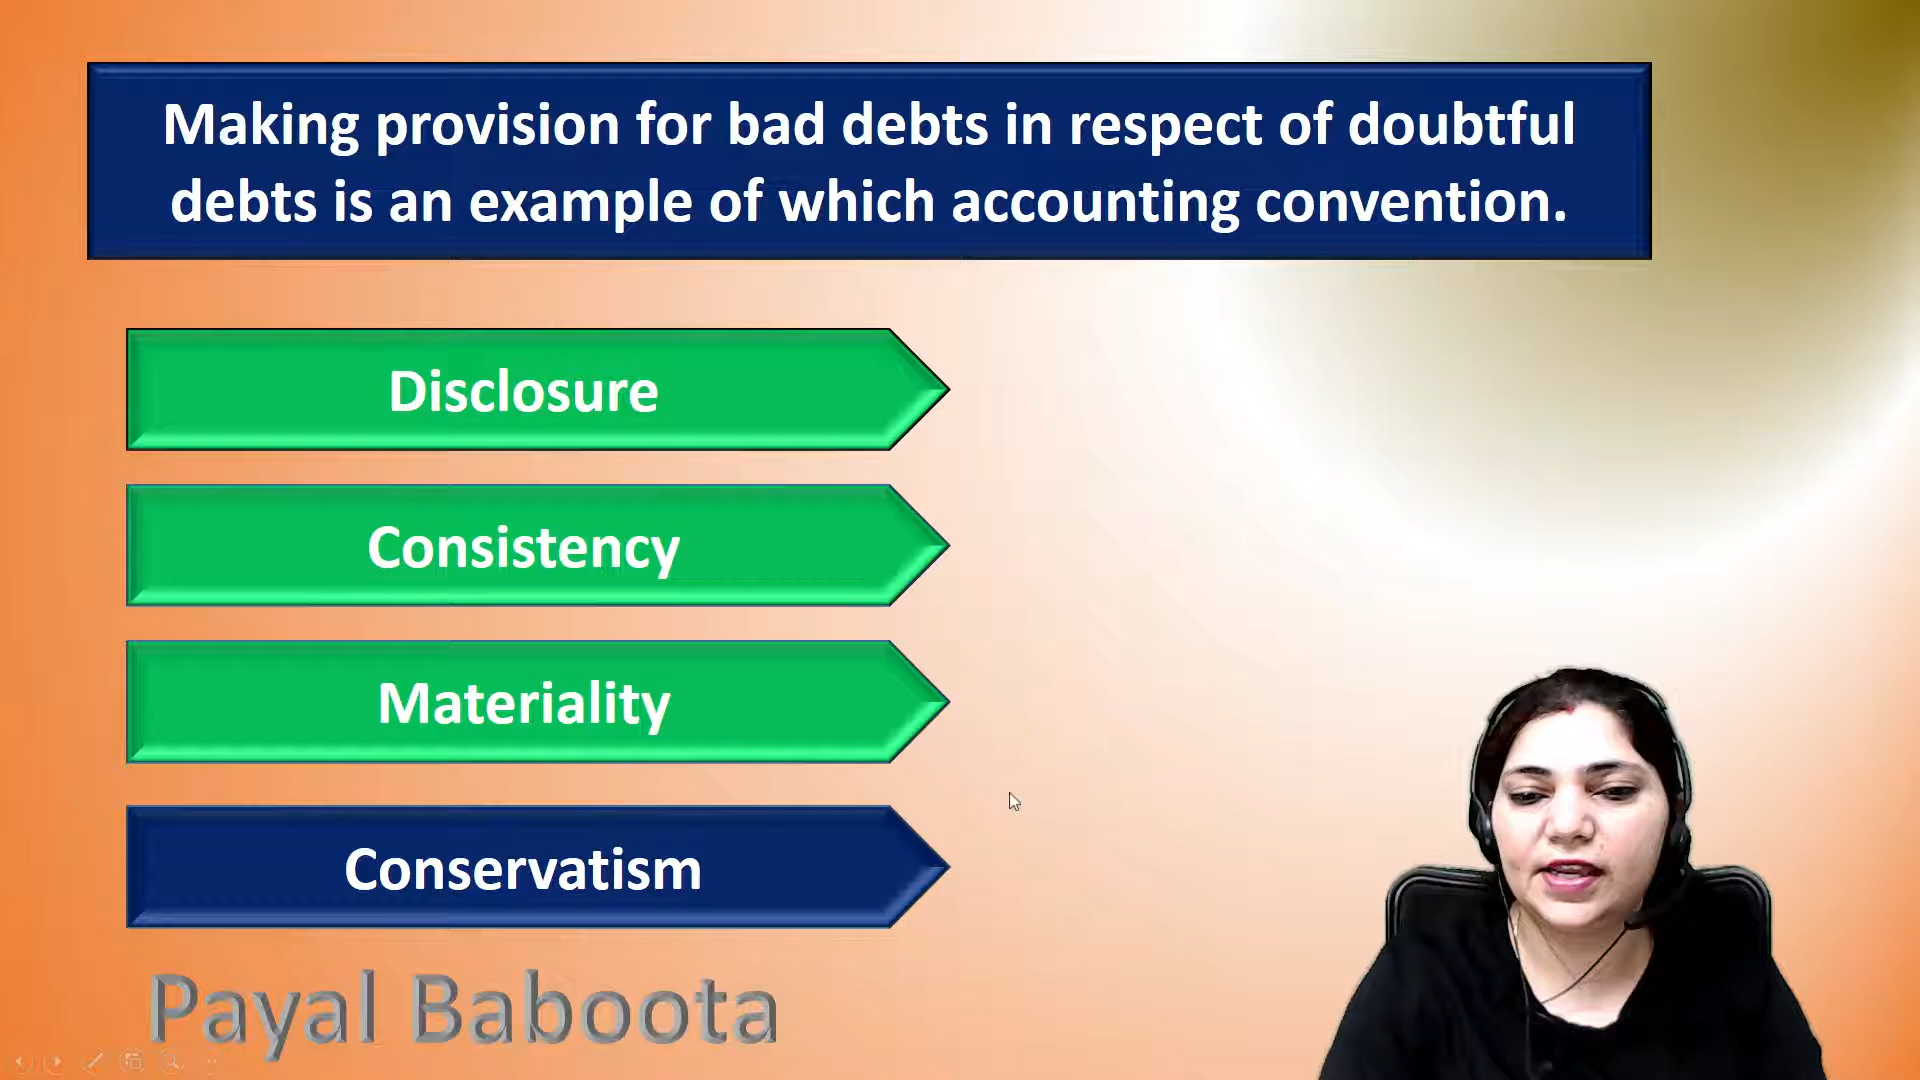 Making provision for bad debts in respect of doubtful
debts is an example of which accounting convention.
Disclosure
Consistency
Materiality
Conservatism
Payal Baboota